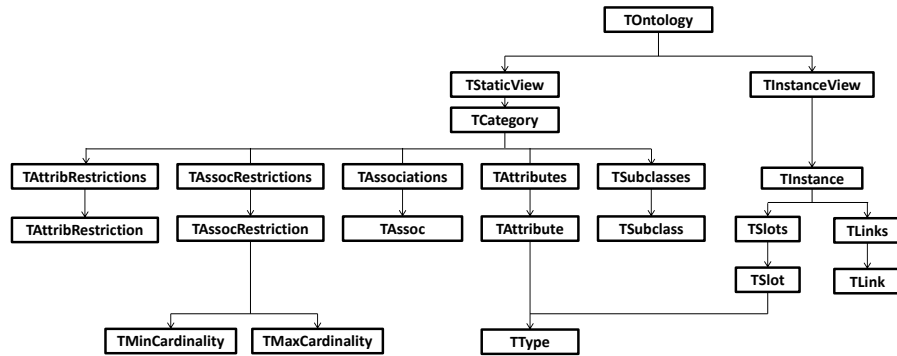 TOntology
TStaticView
TInstanceView
TCategory
TAttribRestrictions
TAssocRestrictions
TAssociations
TAttributes
TSubclasses
TInstance
TAttribRestriction
TAssocRestriction
TAssoc
TAttribute
TSubclass
TSlots
TLinks
TSlot
TLink
TMinCardinality
TMaxCardinality
TType